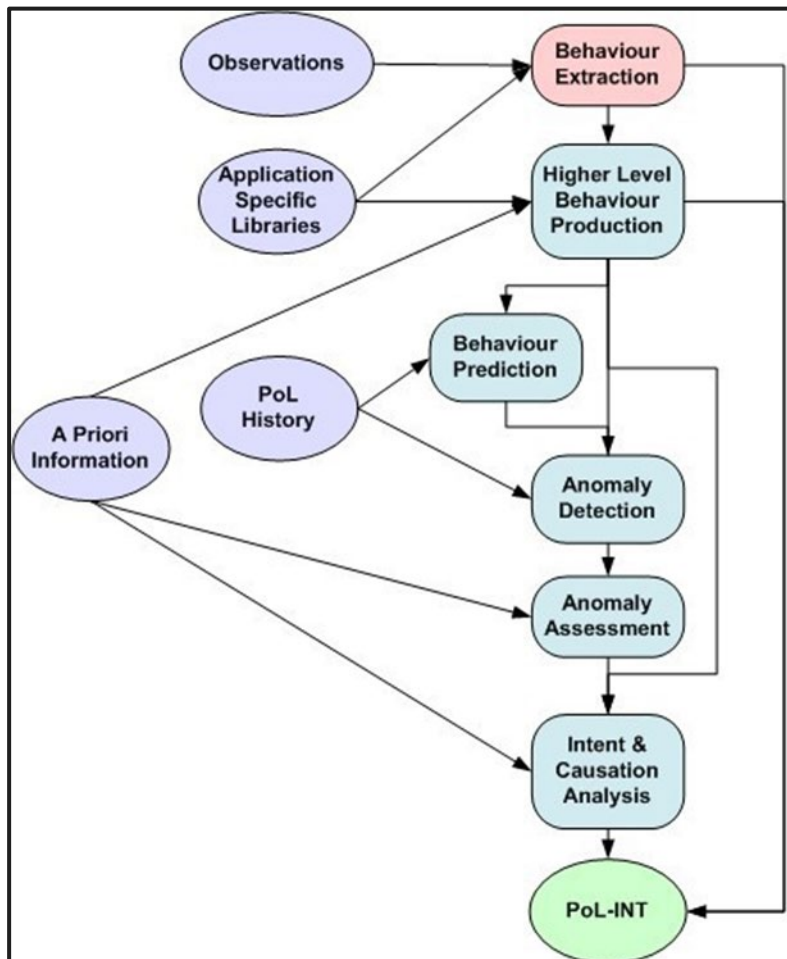 Observations
Behaviour
Extraction
Application
Specific
Libraries
Higher Level
Behaviour
Production
Behaviour
Prediction
PoL
History
A Priori
Information
Anomaly
Detection
Anomaly
Assessment
Intent &
Causation
Analysis
PoL-INT